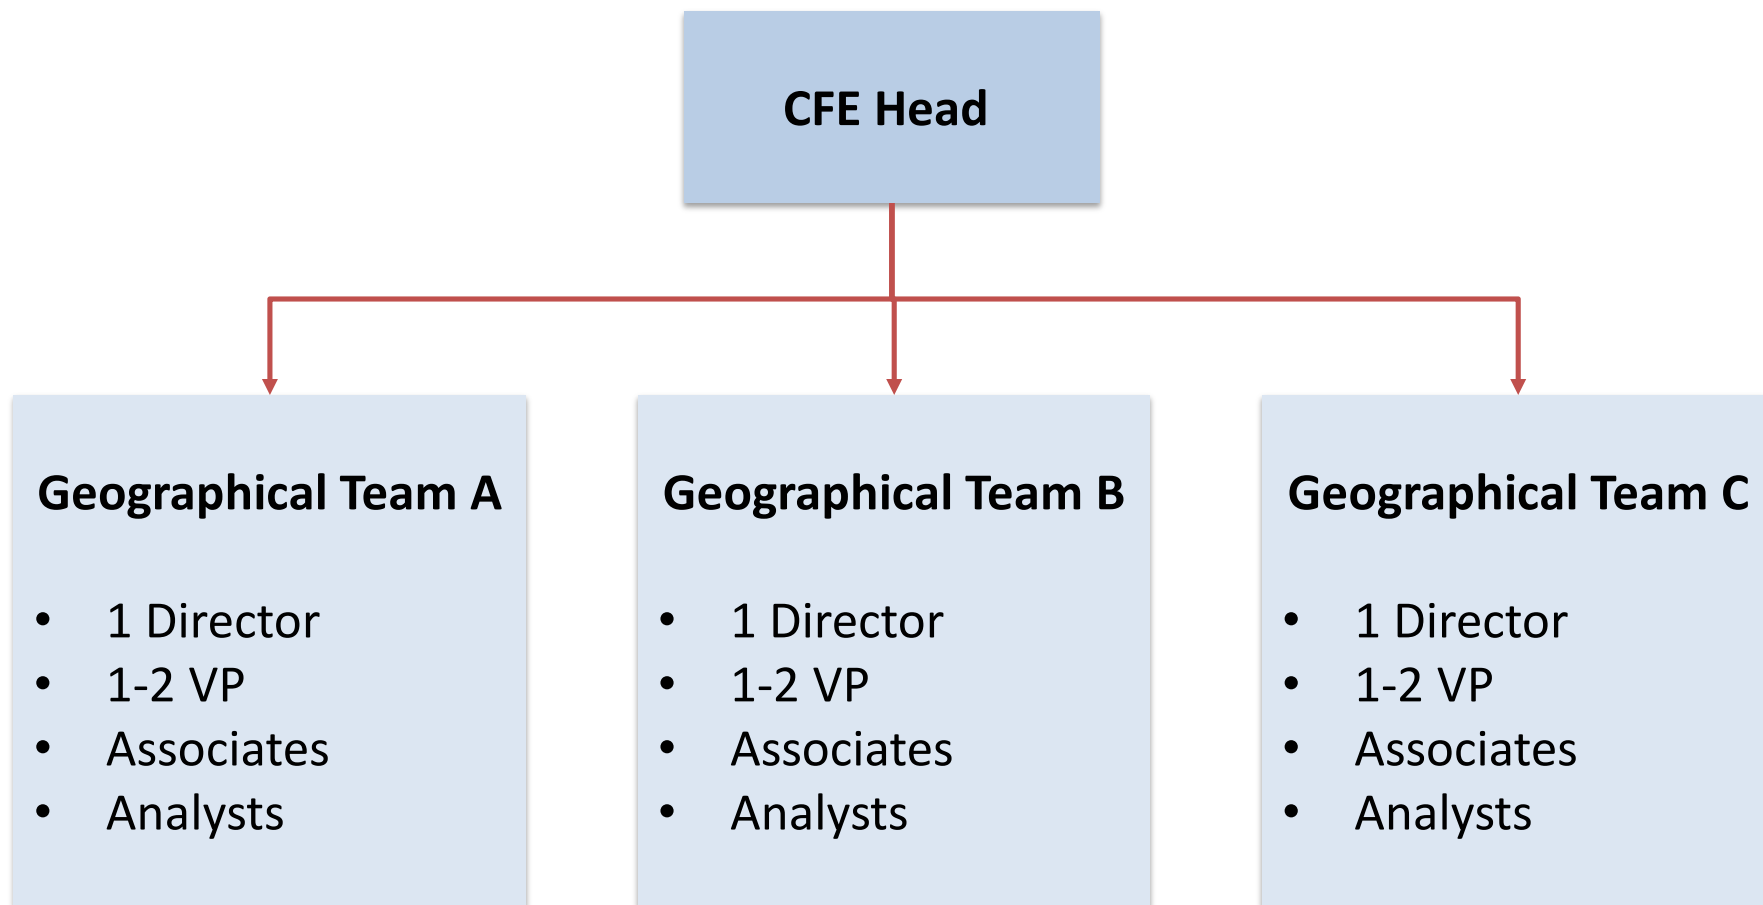 CFE Head
Geographical Team A
• 1 Director
• 1-2 VP
• Associates
• Analysts
Geographical Team B
• 1 Director
• 1-2 VP
• Associates
• Analysts
Geographical Team C
• 1 Director
• 1-2 VP
• Associates
• Analysts